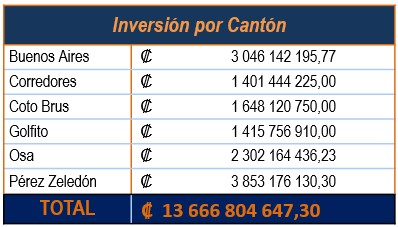 Inversión por Cantón
Buenos Aires ₡ 3 046 142 195,77
Corredores ₡ 1 401 444 225,00
Coto Brus ₡ 1 648 120 750,00
Golfito ₡ 1 415 756 910,00
Osa ₡ 2 302 164 436,23
Pérez Zeledón ₡ 3 853 176 130,30
TOTAL ₡ 13 666 804 647,30